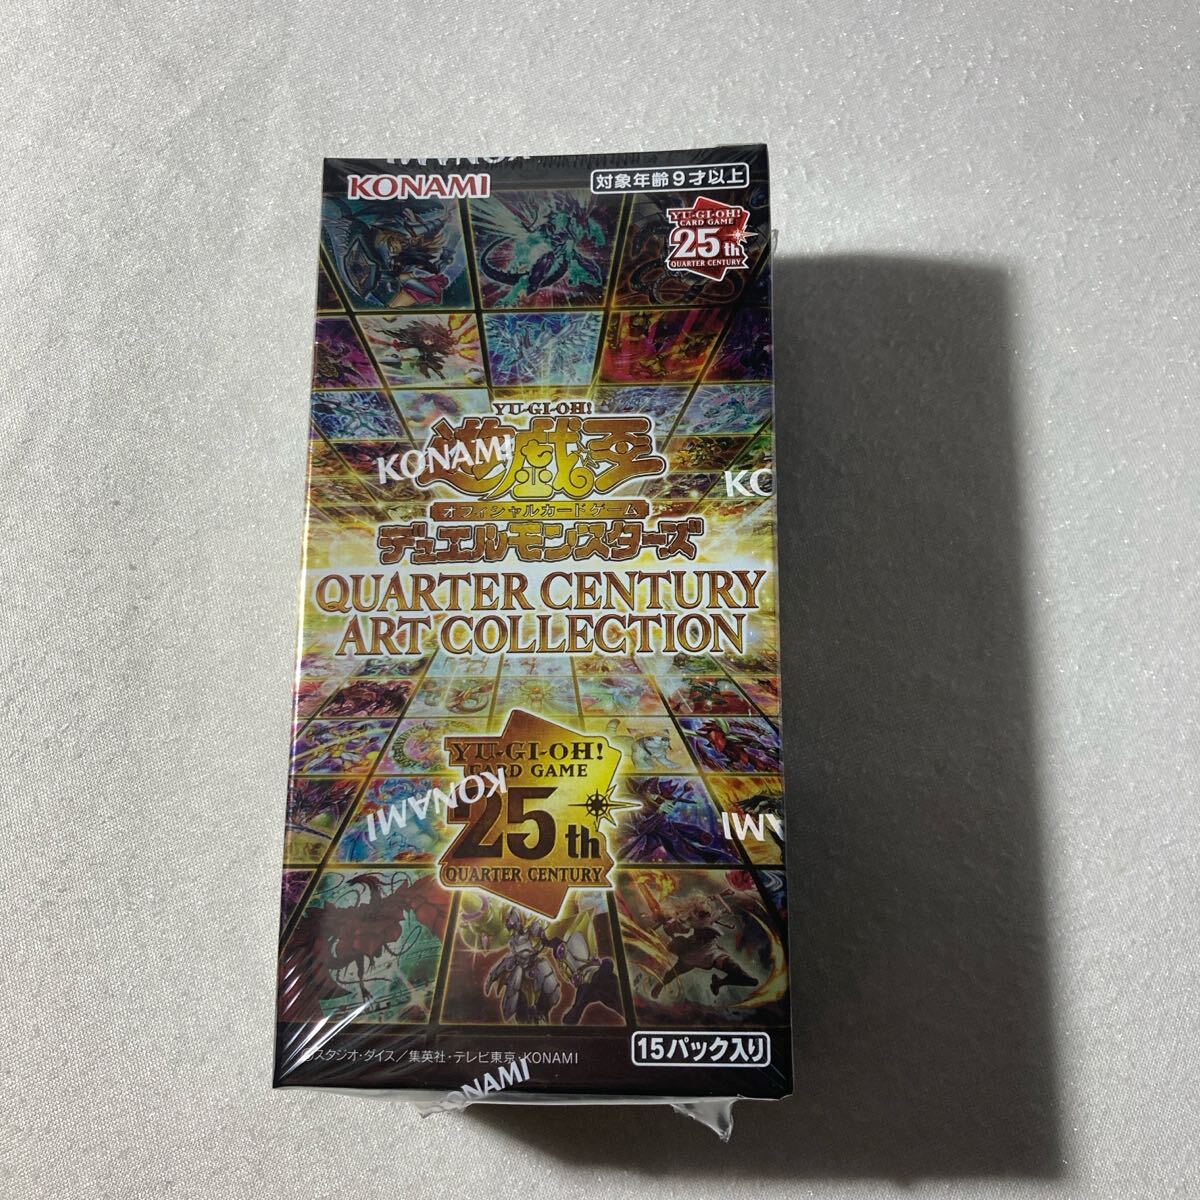 KONAMI
KONAMI
対象年齢9才以上
YU-GI-OH!
CARD GAME
25th
QUARTER CENTURY
YU-GI-OH!
遊戯王
KONAMI
KO
オフィシャルカードゲーム
デュエルモンスターズ
QUARTER CENTURY
ART COLLECTION
YU-GI-OH!
CARD GAME
25th
QUARTER CENTURY
KONAMI
AMI
15パック入り
©スタジオ・ダイス／集英社・テレビ東京・KONAMI
KONAMI